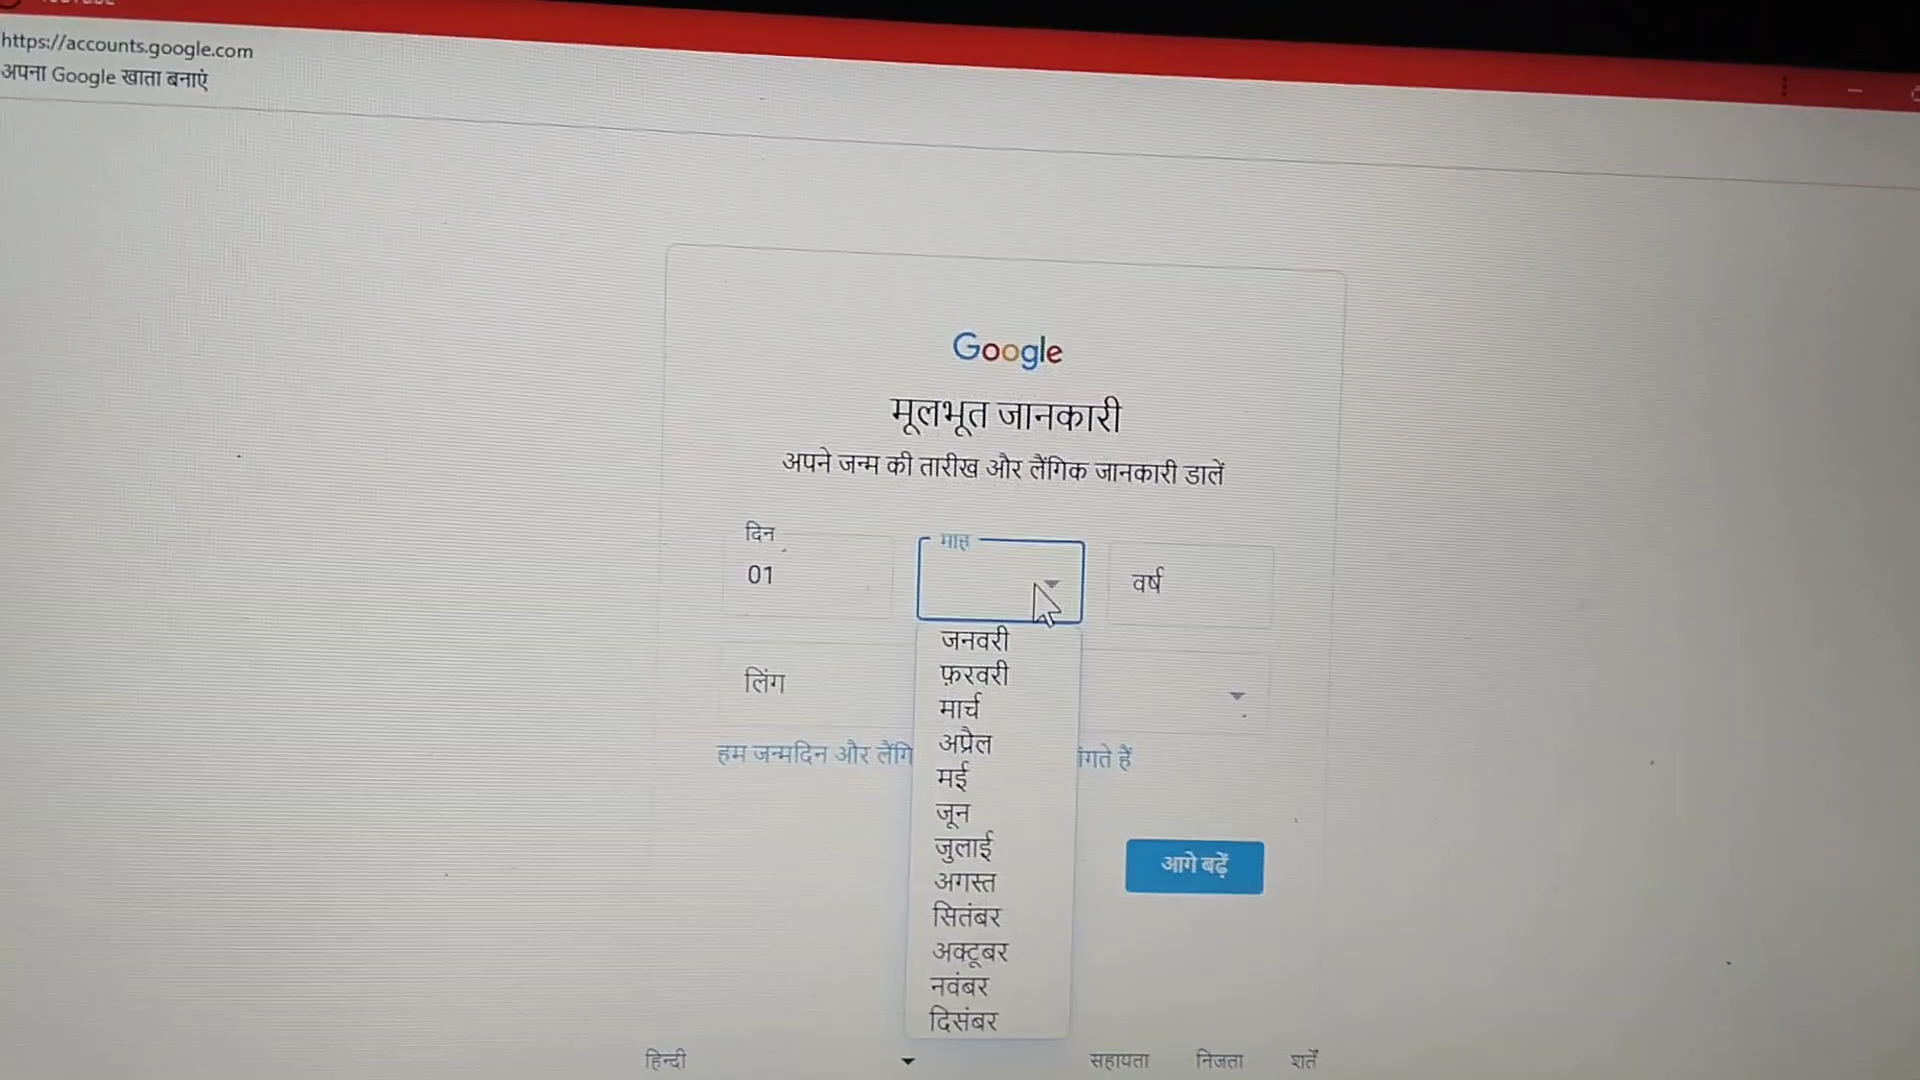 https://accounts.google.com
अपना Google खाता बनाएं
Google
मूलभूत जानकारी
अपने जन्म की तारीख और लैंगिक जानकारी डालें
दिन
माह
01
वर्ष
जनवरी
फ़रवरी
लिंग
मार्च
अप्रैल
हम जन्मदिन और लैंगि
ांगते हैं
मई
जून
जुलाई
आगे बढ़ें
अगस्त
सितंबर
अक्टूबर
नवंबर
दिसंबर
हिन्दी
सहायता
निजता
शर्तें